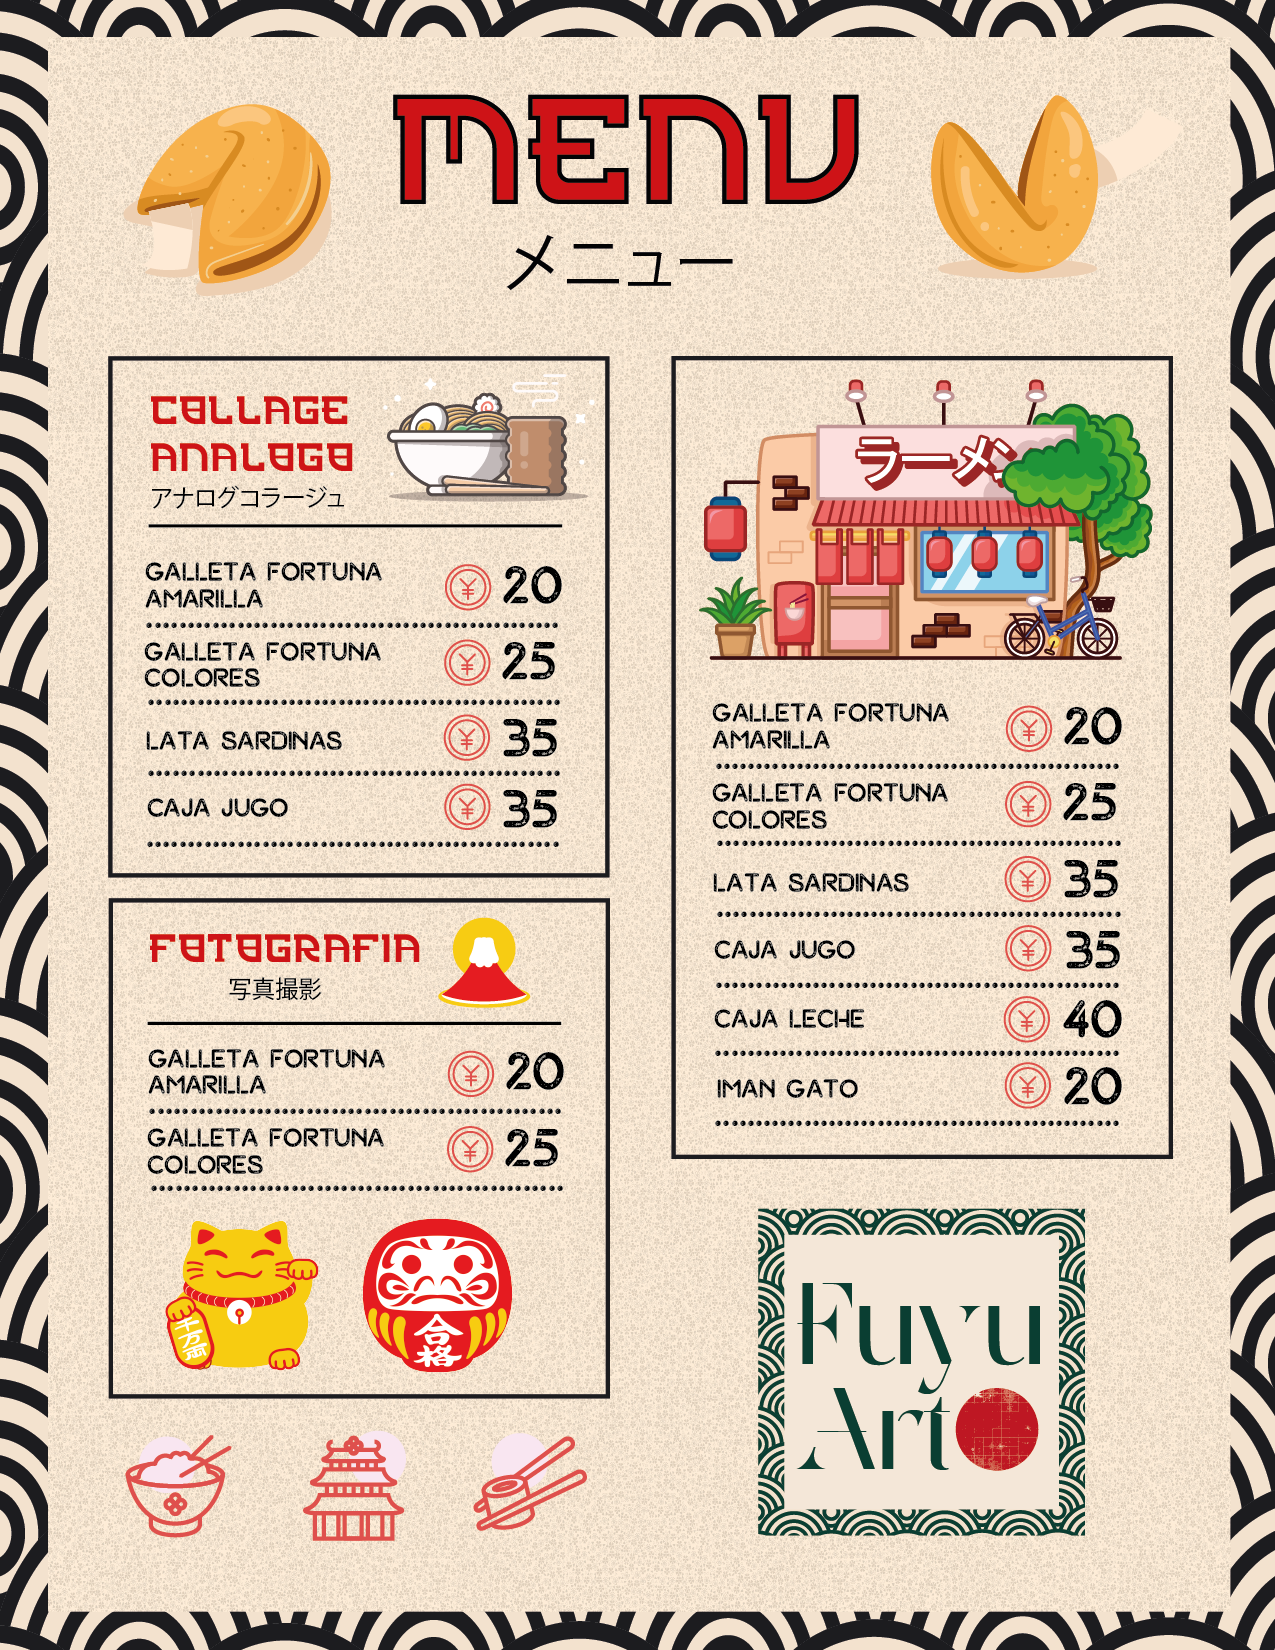 MENU
メニュー
COLLAGE
ANALOGO
アナログコラージュ
GALLETA FORTUNA
AMARILLA
¥ 20
GALLETA FORTUNA
COLORES
¥ 25
LATA SARDINAS ¥ 35
CAJA JUGO ¥ 35
FOTOGRAFIA
写真撮影
GALLETA FORTUNA
AMARILLA
¥ 20
GALLETA FORTUNA
COLORES
¥ 25
千万両
合格
ラーメ
GALLETA FORTUNA
AMARILLA
¥ 20
GALLETA FORTUNA
COLORES
¥ 25
LATA SARDINAS ¥ 35
CAJA JUGO ¥ 35
CAJA LECHE ¥ 40
IMAN GATO ¥ 20
Fuyu
Art